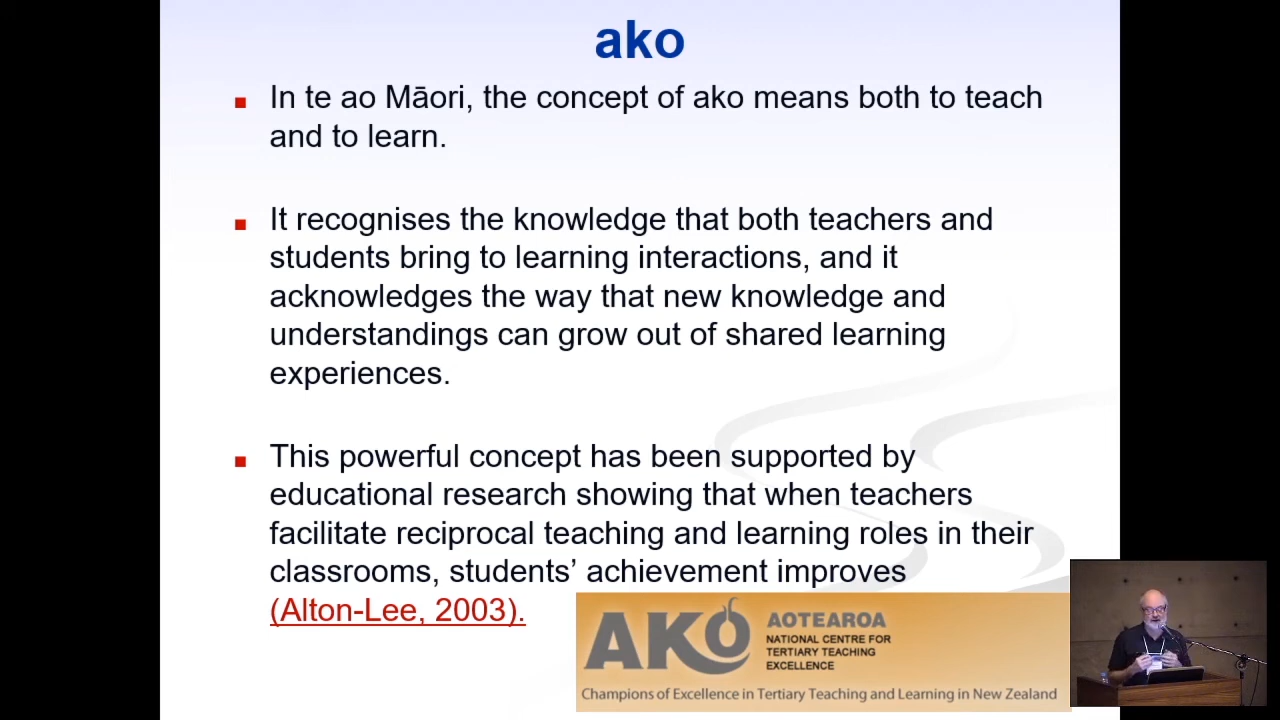 ako
In te ao Māori, the concept of ako means both to teach
and to learn.
It recognises the knowledge that both teachers and
students bring to learning interactions, and it
acknowledges the way that new knowledge and
understandings can grow out of shared learning
experiences.
This powerful concept has been supported by
educational research showing that when teachers
facilitate reciprocal teaching and learning roles in their
classrooms, students’ achievement improves
(Alton-Lee, 2003).
AKO AOTEAROA
NATIONAL CENTRE FOR
TERTIARY TEACHING
EXCELLENCE
Champions of Excellence in Tertiary Teaching and Learning in New Zealand